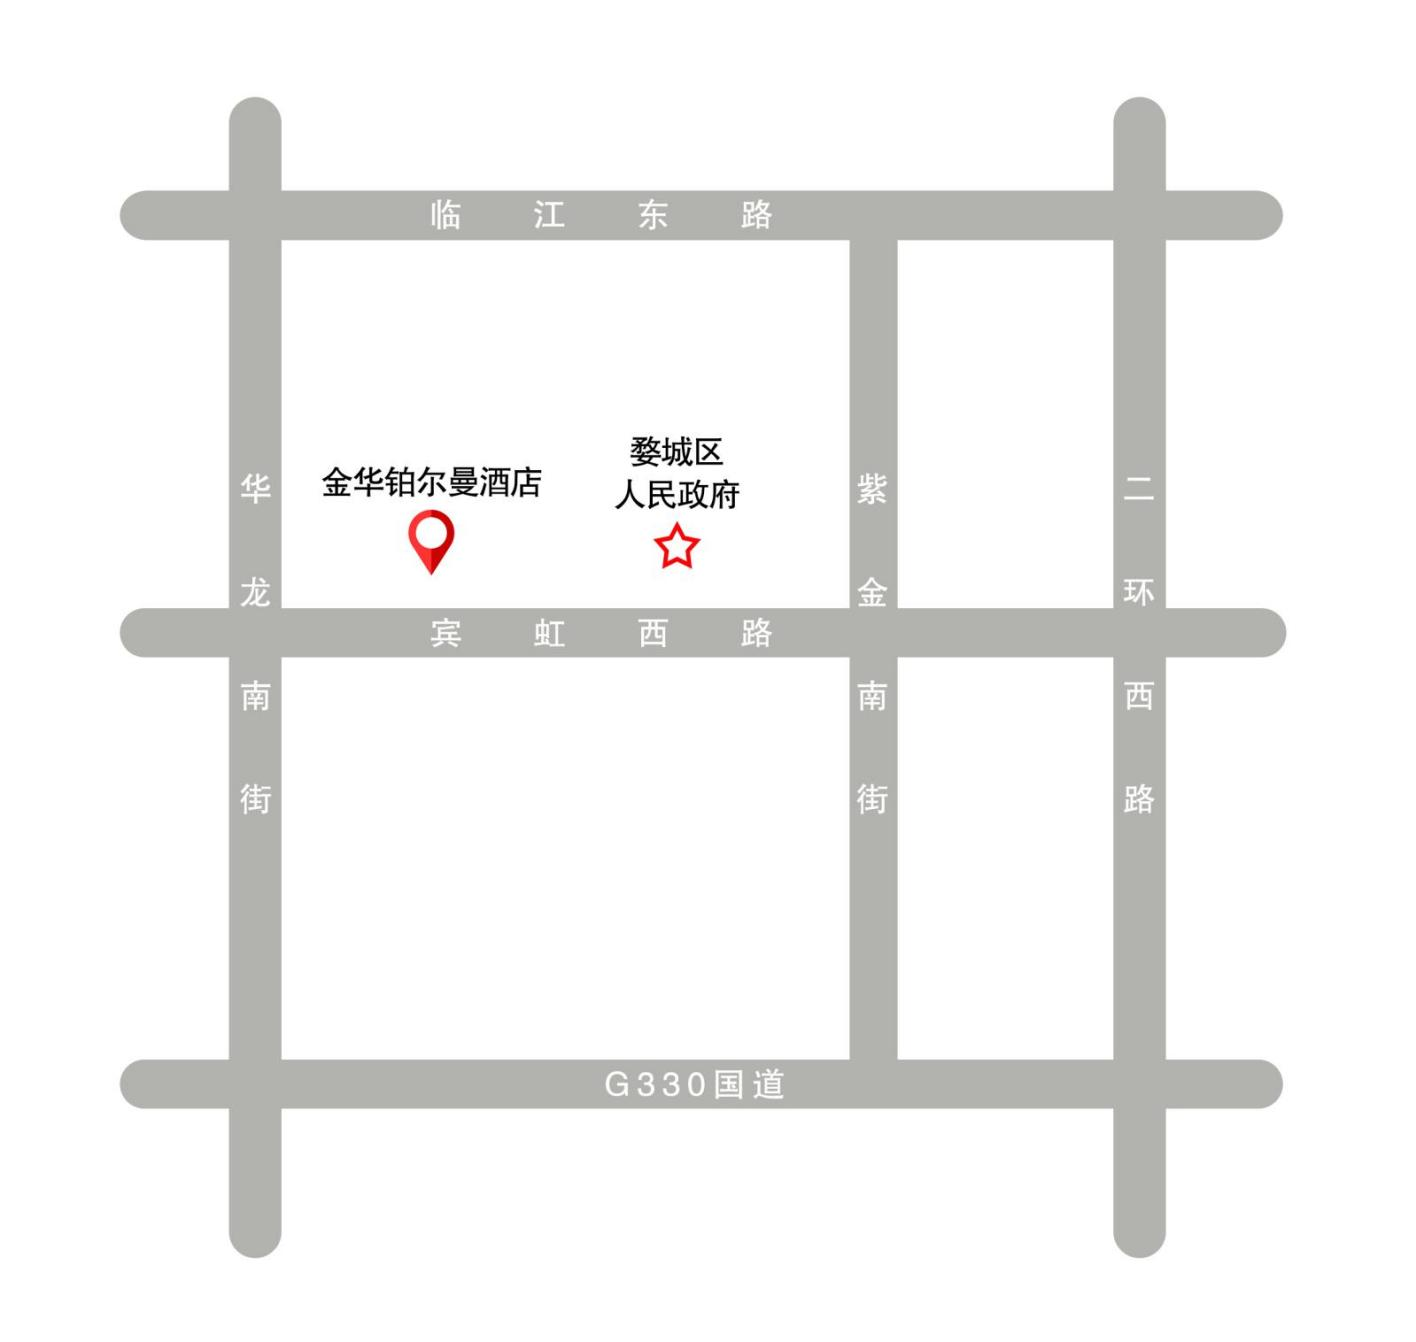 临江东路
华龙南街
金华铂尔曼酒店
婺城区
人民政府
紫金南街
二环西路
宾虹西路
G330国道